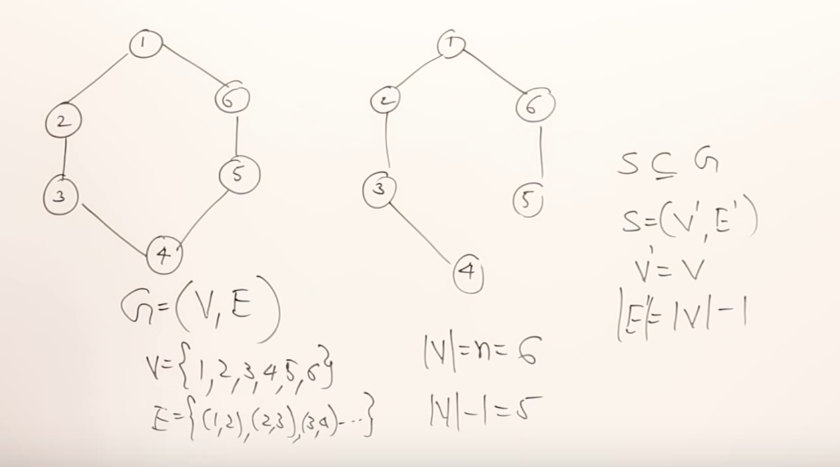 1
2
6
3
5
4
G=(V,E)
V={1,2,3,4,5,6}
E={(1,2),(2,3),(3,4)---}
1
2
6
3
5
4
|V|=n=6
|V|-1=5
S⊆G
S=(V',E')
V'=V
|E'|=|V|-1